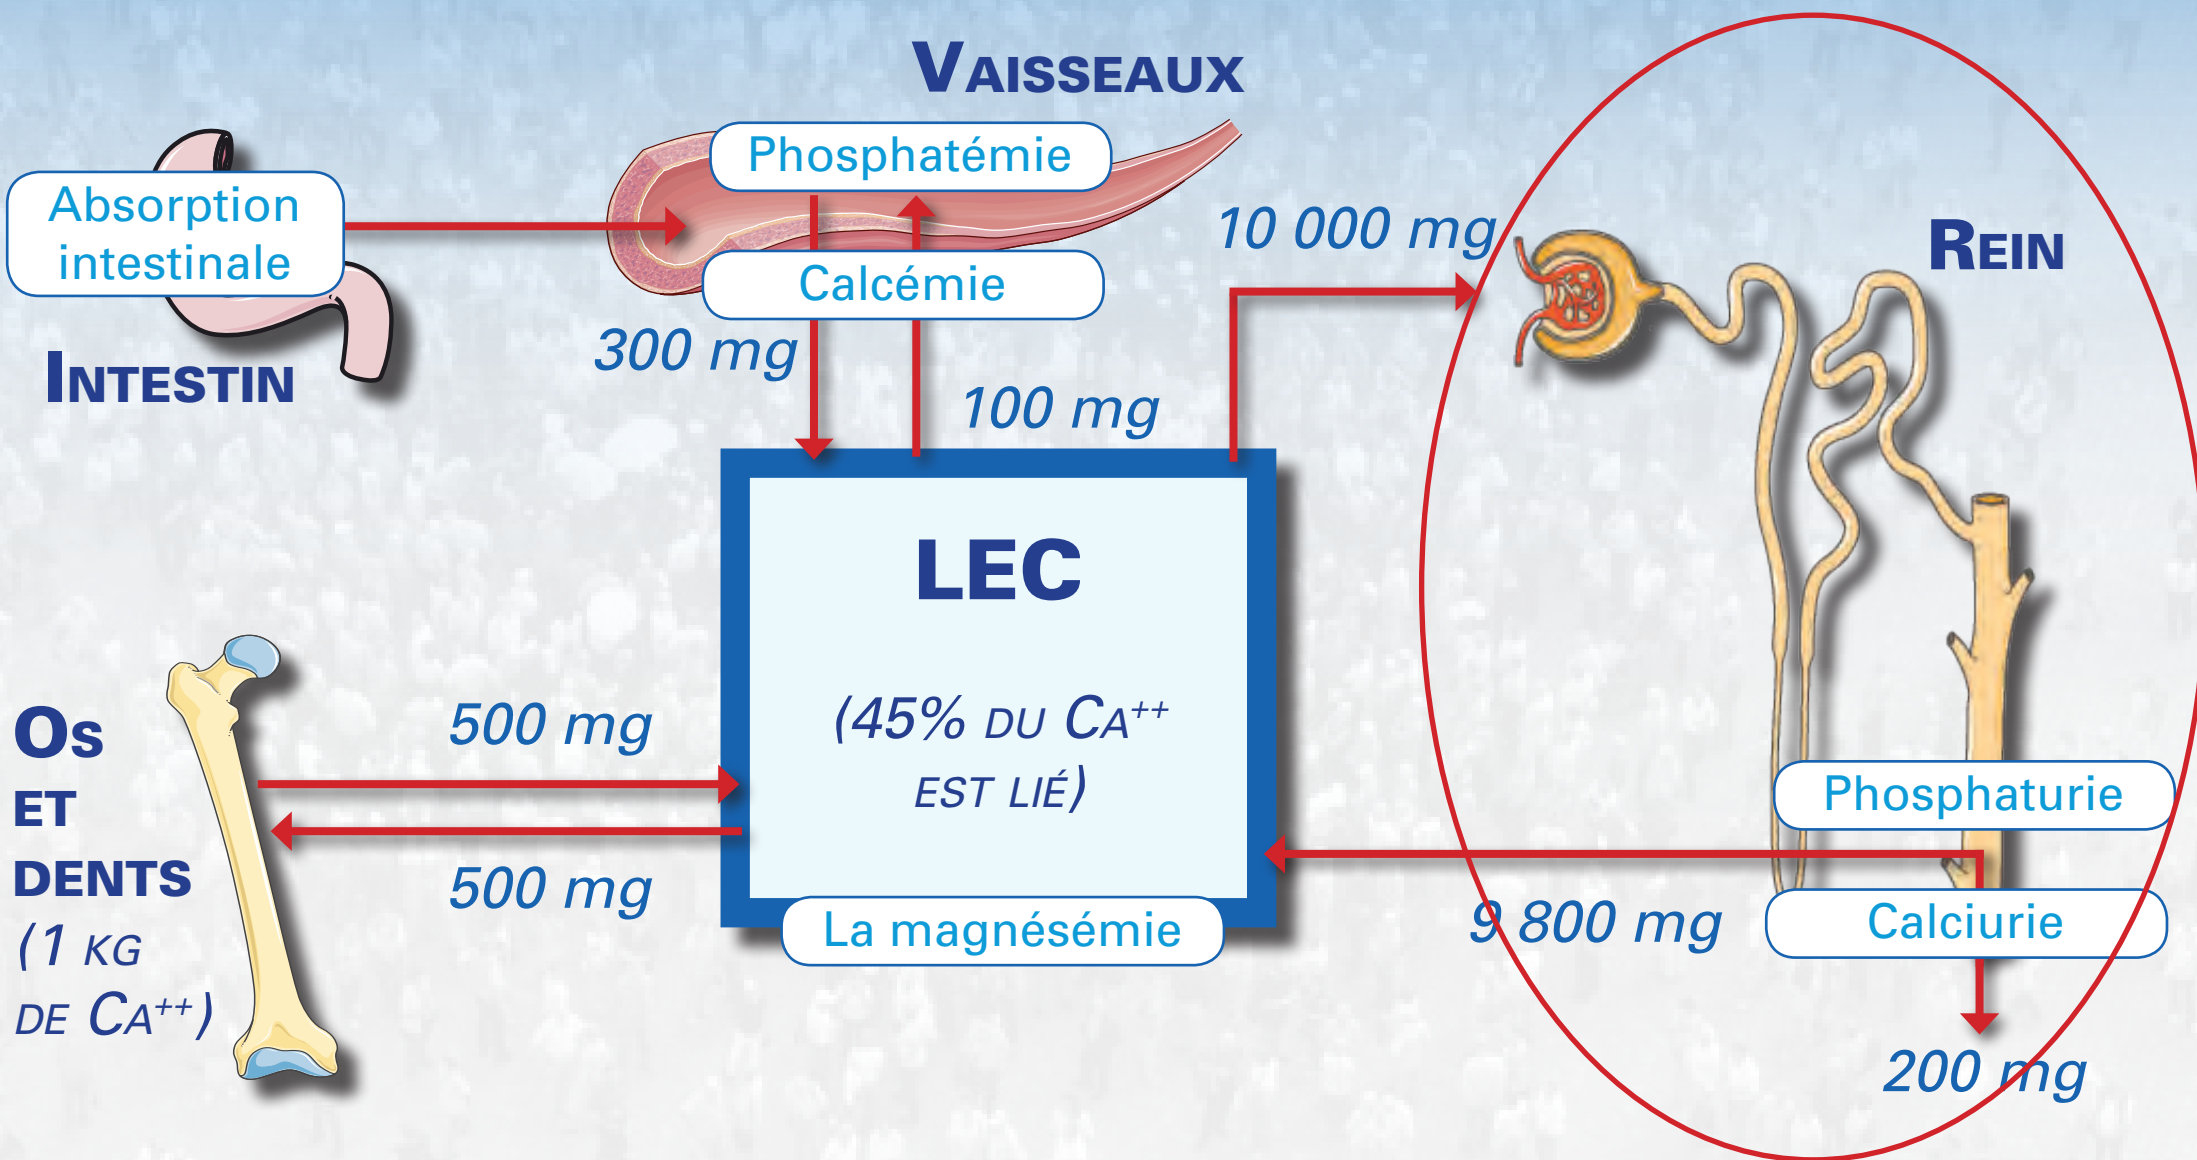 VAISSEAUX
Phosphatémie
Absorption
intestinale
10 000 mg
REIN
Calcémie
300 mg
INTESTIN
100 mg
LEC
(45% DU CA++
EST LIÉ)
OS
ET
DENTS
(1 KG
DE CA++)
500 mg
500 mg
La magnésémie
Phosphaturie
9 800 mg
Calciurie
200 mg